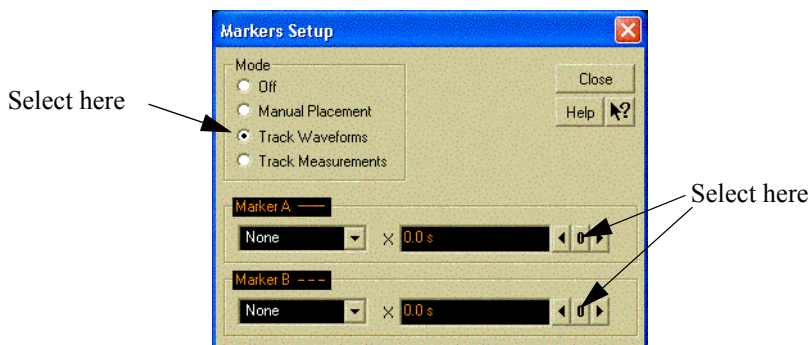 Markers Setup
Mode
Off
Manual Placement
Track Waveforms
Track Measurements
Close
Help ?
Select here
Select here
Marker A
None X 0.0 s 0
Marker B
None X 0.0 s 0